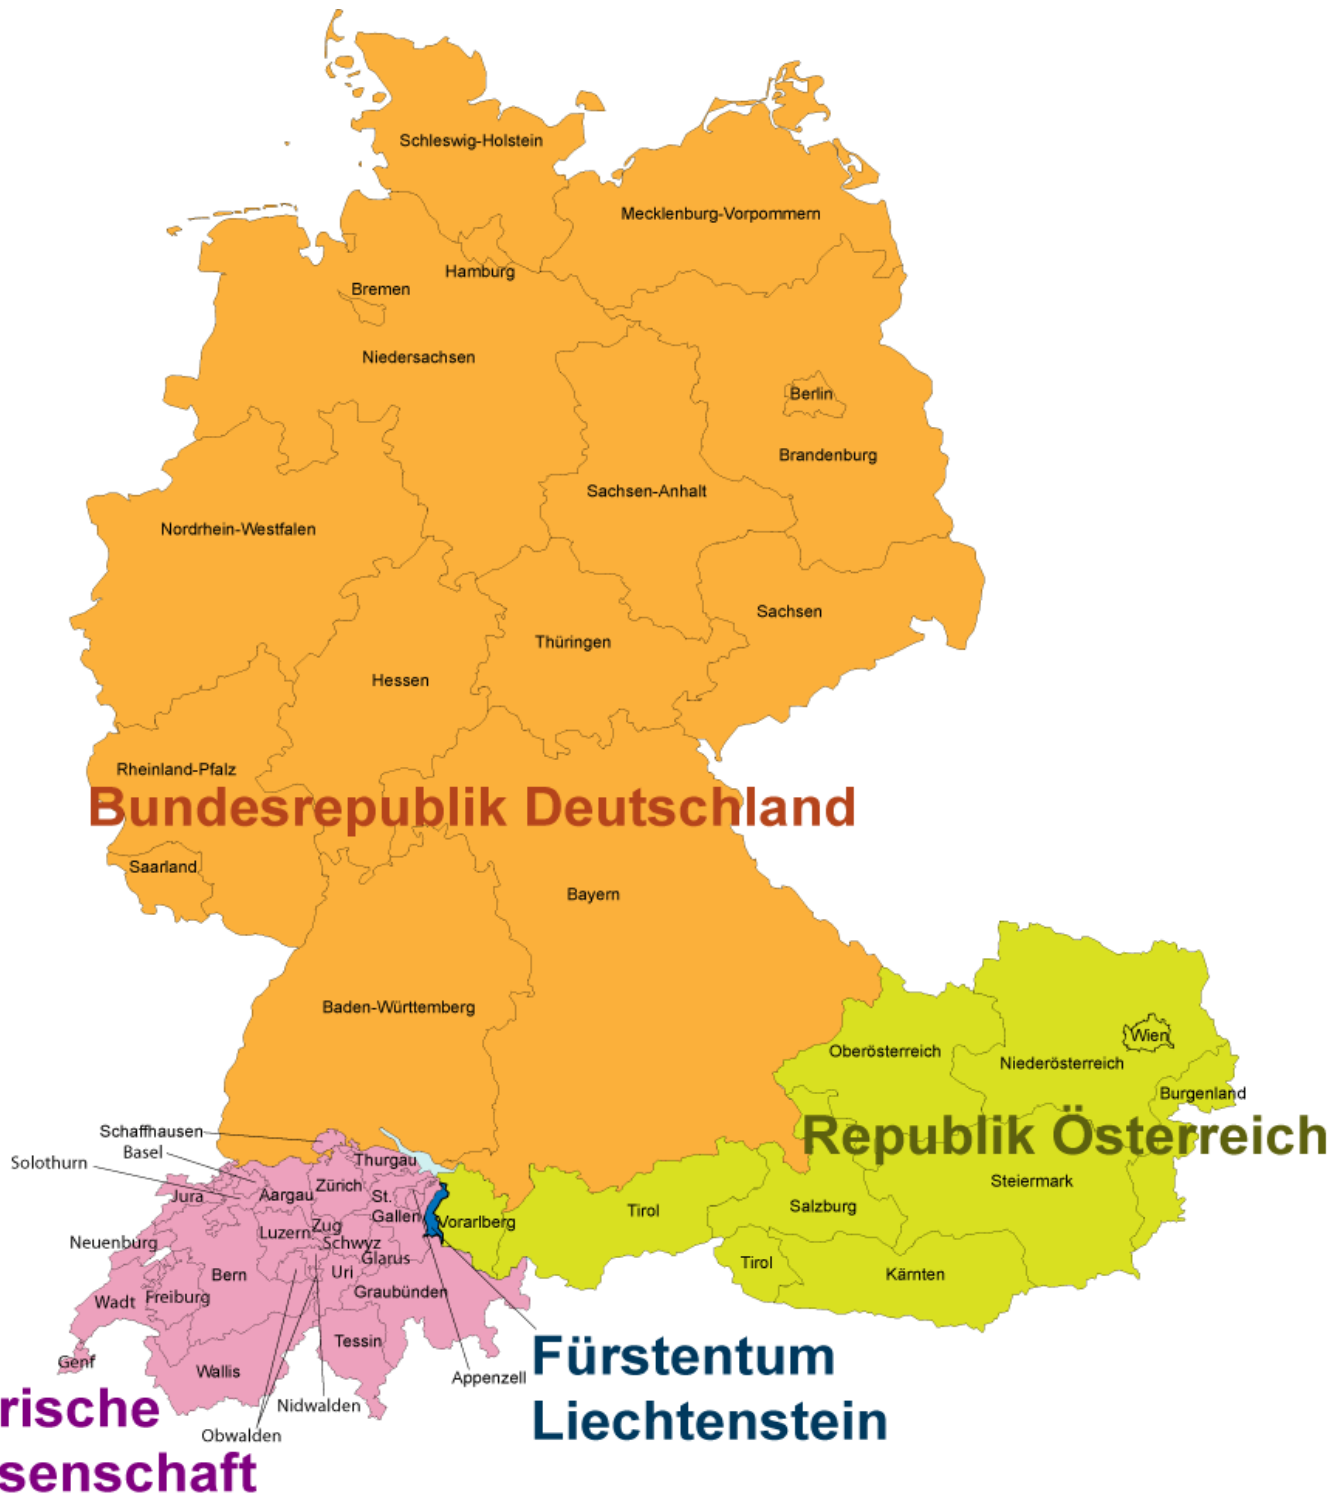 Schleswig-Holstein
Mecklenburg-Vorpommern
Hamburg
Bremen
Niedersachsen
Berlin
Brandenburg
Sachsen-Anhalt
Nordrhein-Westfalen
Sachsen
Thüringen
Hessen
Rheinland-Pfalz
Bundesrepublik Deutschland
Saarland
Bayern
Baden-Württemberg
Wien
Oberösterreich
Niederösterreich
Burgenland
Republik Österreich
Schaffhausen
Basel
Solothurn
Thurgau
Steiermark
Zürich
Jura
Aargau
St.
Gallen
Salzburg
Tirol
Vorarlberg
Zug
Luzern
Schwyz
Neuenburg
Glarus
Tirol
Uri
Bern
Kärnten
Graubünden
Freiburg
Wadt
Tessin
Genf
Wallis
Appenzell
Fürstentum
Liechtenstein
Nidwalden
Obwalden
rische
senschaft